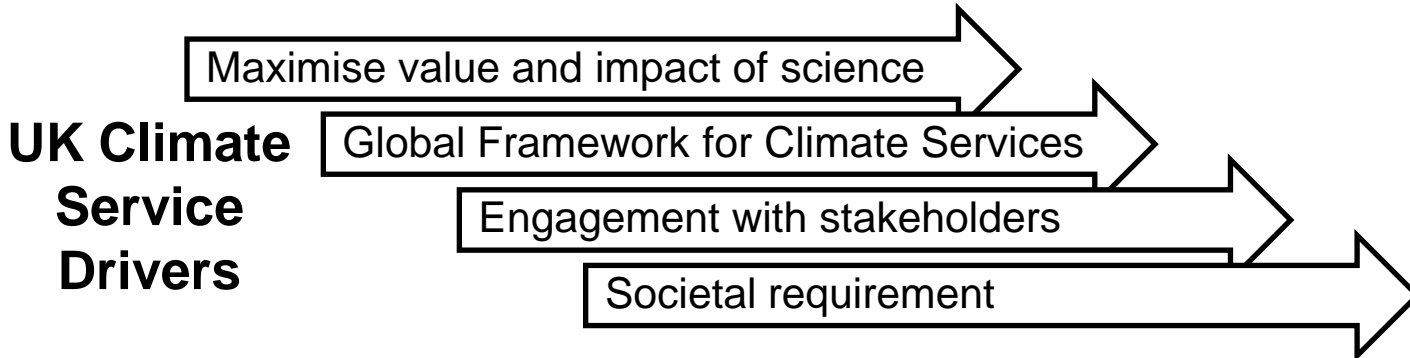 Maximise value and impact of science
UK Climate
Service
Drivers
Global Framework for Climate Services
Engagement with stakeholders
Societal requirement